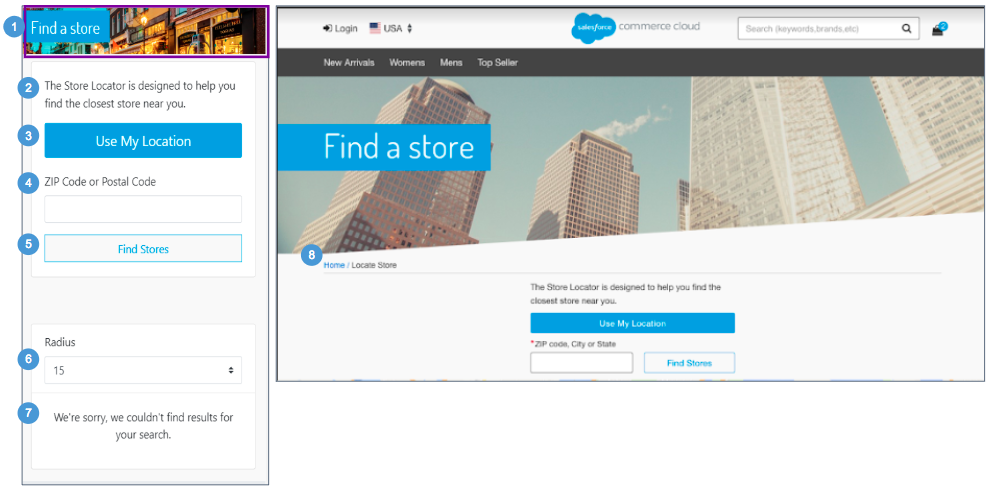 1
Find a store
2
The Store Locator is designed to help you
find the closest store near you.
3
Use My Location
4
ZIP Code or Postal Code
5
Find Stores
Radius
6
15
7
We're sorry, we couldn't find results for
your search.
Login
USA
salesforce commerce cloud
Search (keywords,brands,etc)
2
New Arrivals Womens Mens Top Seller
Find a store
8
Home / Locate Store
The Store Locator is designed to help you find the
closest store near you.
Use My Location
*ZIP code, City or State
Find Stores